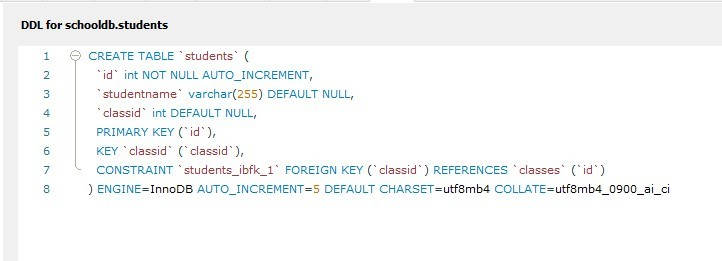 DDL for schooldb.students
1 CREATE TABLE `students` (
2 `id` int NOT NULL AUTO_INCREMENT,
3 `studentname` varchar(255) DEFAULT NULL,
4 `classid` int DEFAULT NULL,
5 PRIMARY KEY (`id`),
6 KEY `classid` (`classid`),
7 CONSTRAINT `students_ibfk_1` FOREIGN KEY (`classid`) REFERENCES `classes` (`id`)
8 ) ENGINE=InnoDB AUTO_INCREMENT=5 DEFAULT CHARSET=utf8mb4 COLLATE=utf8mb4_0900_ai_ci